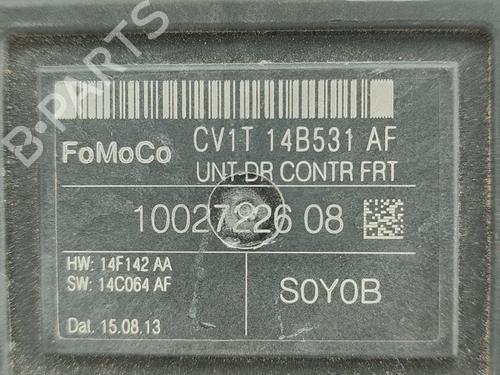 B-PARTS
FoMoCo
CV1T 14B531 AF
UNT DR CONTR FRT
10027226 08
HW: 14F142 AA
SW: 14C064 AF
S0Y0B
Dat. 15.08.13